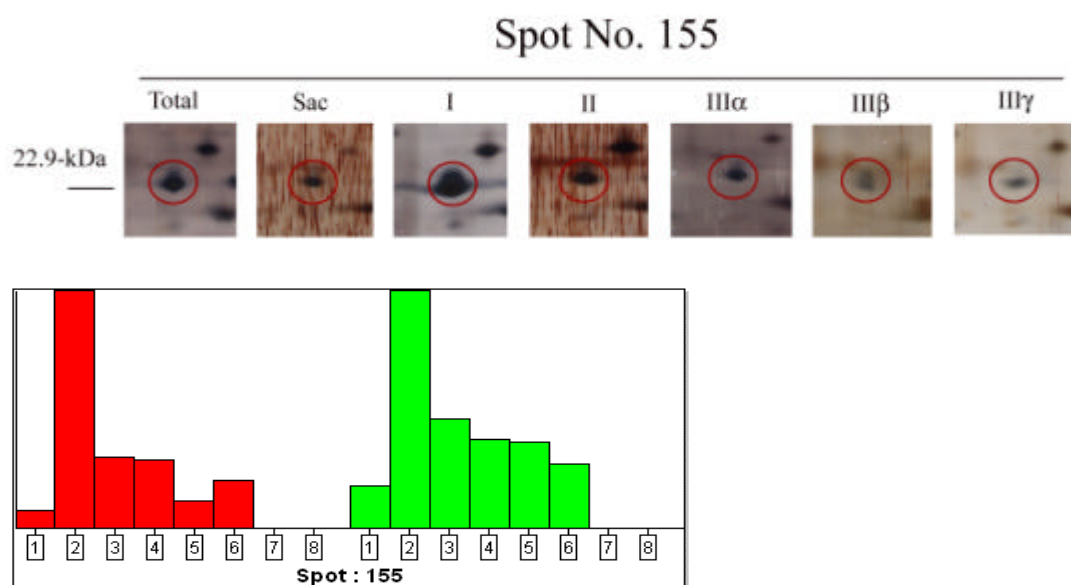 Spot No. 155
Total Sac I II IIIα IIIβ IIIγ
22.9-kDa
1 2 3 4 5 6 7 8 1 2 3 4 5 6 7 8
Spot : 155